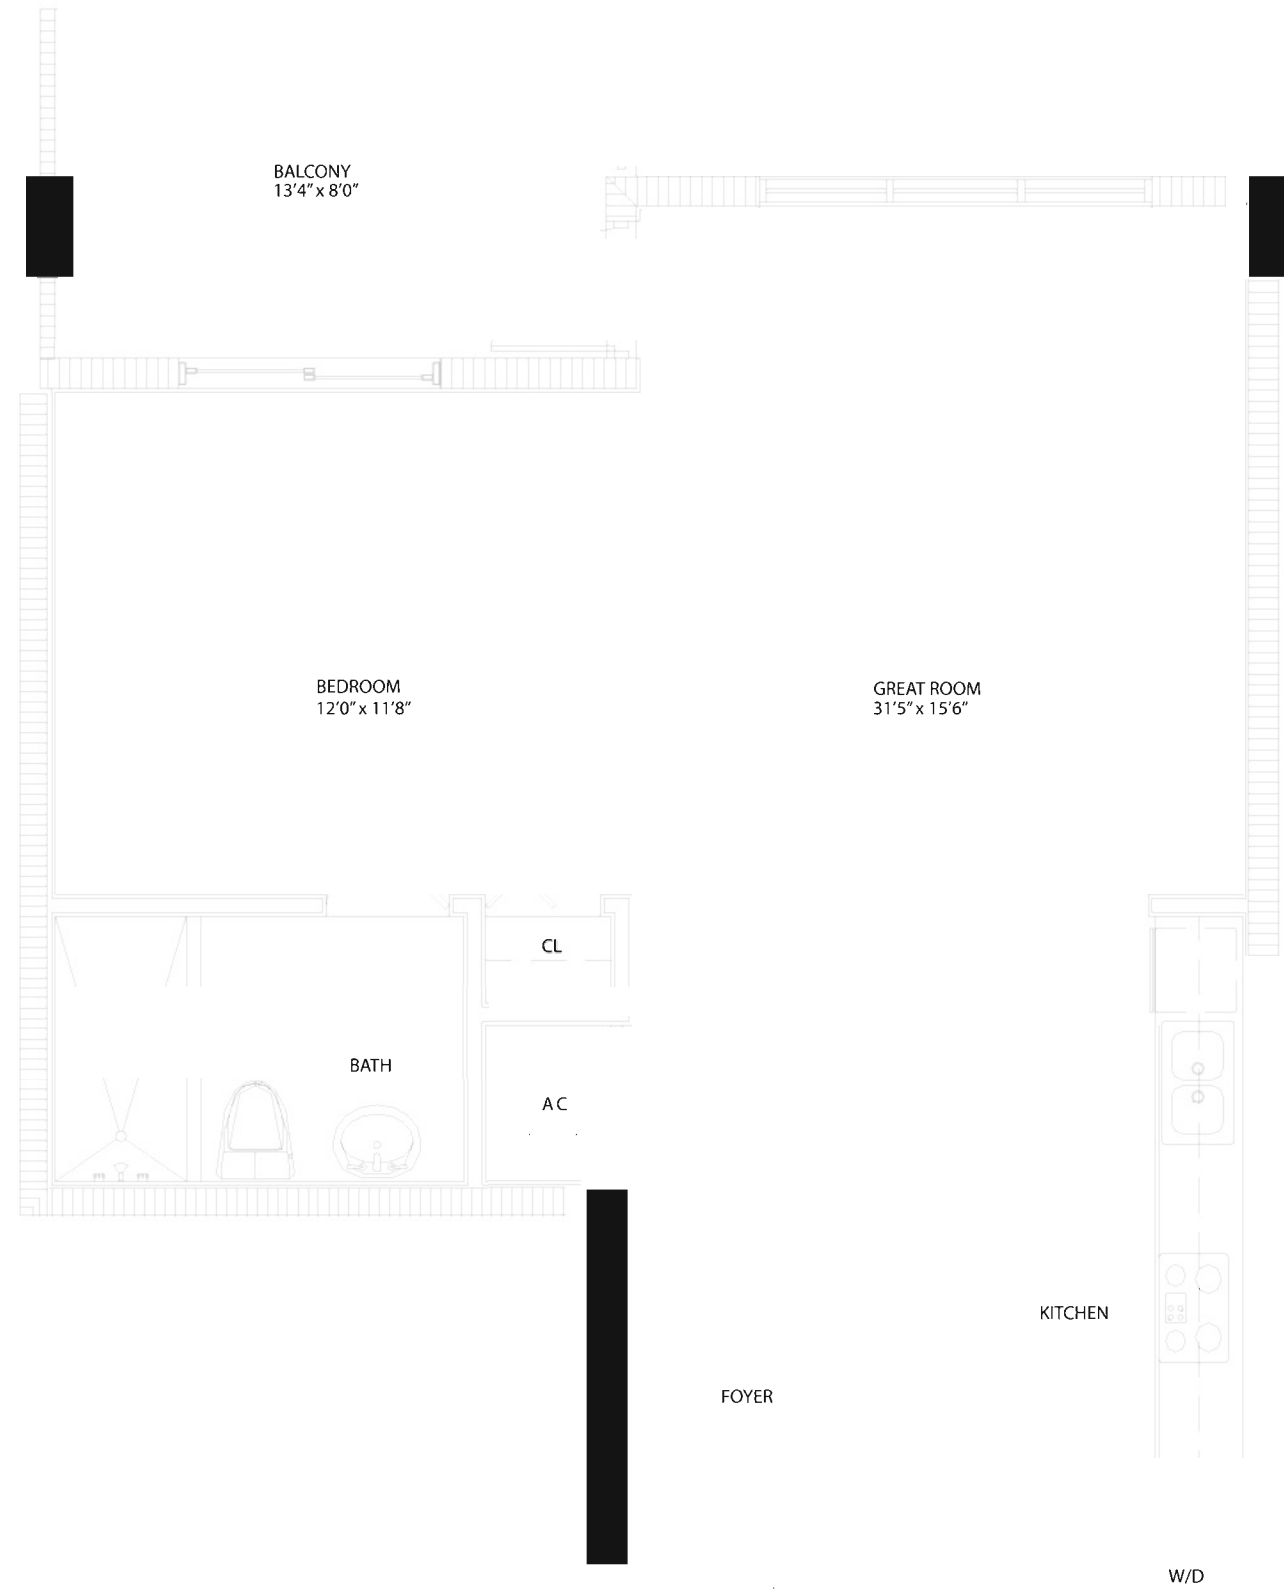 BALCONY
13'4" x 8'0"
BEDROOM
12'0" x 11'8"
GREAT ROOM
31'5" x 15'6"
CL
BATH
A C
KITCHEN
FOYER
W/D